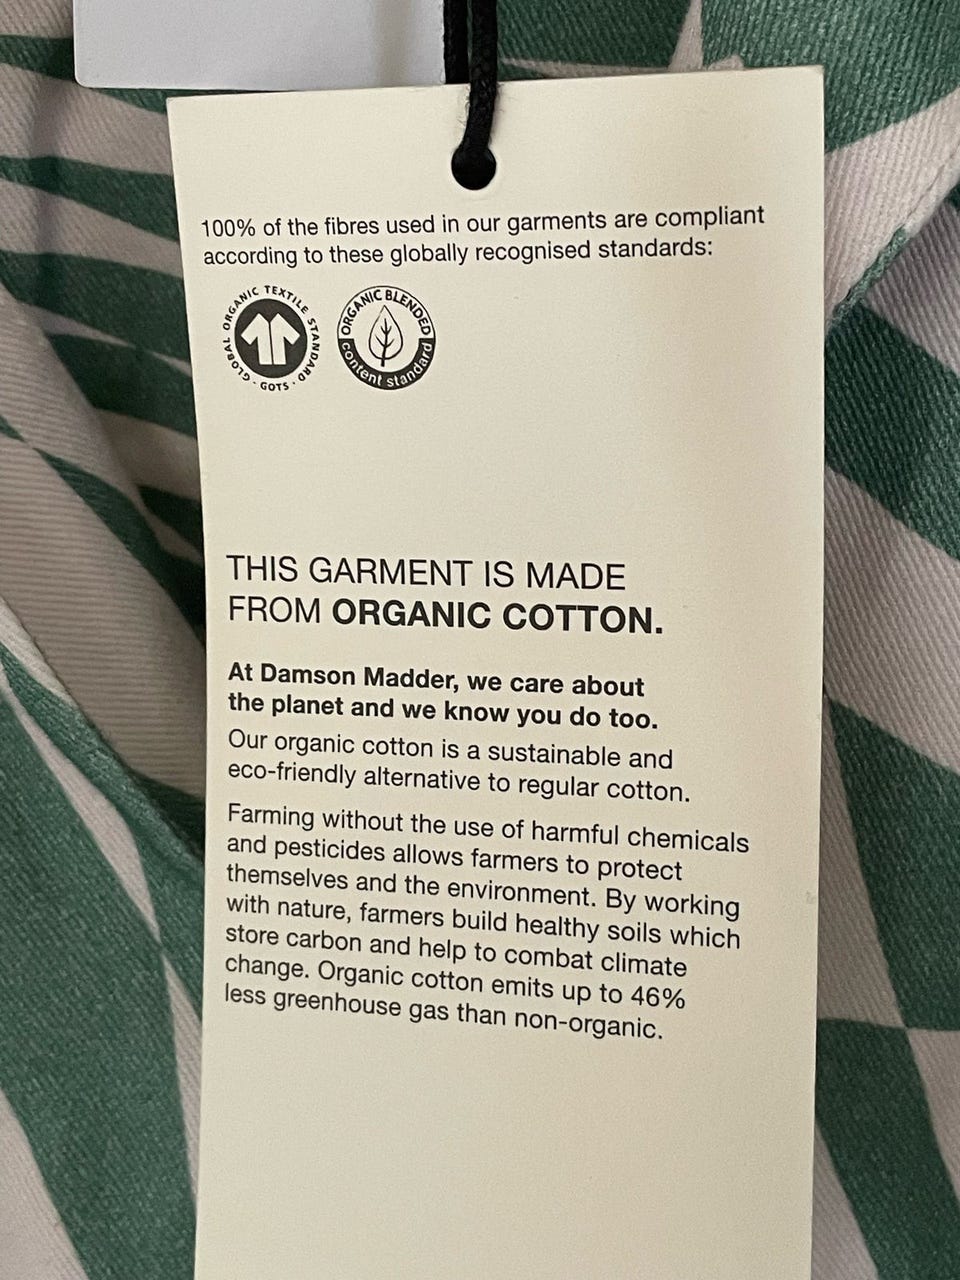 100% of the fibres used in our garments are compliant
according to these globally recognised standards:
GLOBAL ORGANIC TEXTILE STANDARD · GOTS ·
ORGANIC BLENDED
content standard
THIS GARMENT IS MADE
FROM ORGANIC COTTON.
At Damson Madder, we care about
the planet and we know you do too.
Our organic cotton is a sustainable and
eco-friendly alternative to regular cotton.
Farming without the use of harmful chemicals
and pesticides allows farmers to protect
themselves and the environment. By working
with nature, farmers build healthy soils which
store carbon and help to combat climate
change. Organic cotton emits up to 46%
less greenhouse gas than non-organic.